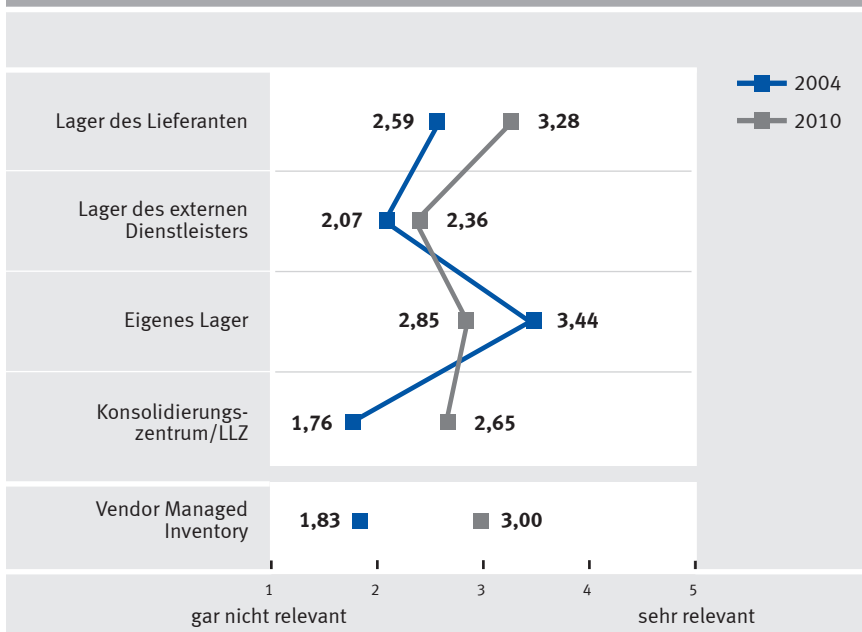 2004
2010
Lager des Lieferanten
2,59
3,28
Lager des externen
Dienstleisters
2,07
2,36
Eigenes Lager
2,85
3,44
Konsolidierungs-
zentrum/LLZ
1,76
2,65
Vendor Managed
Inventory
1,83
3,00
1 2 3 4 5
gar nicht relevant sehr relevant